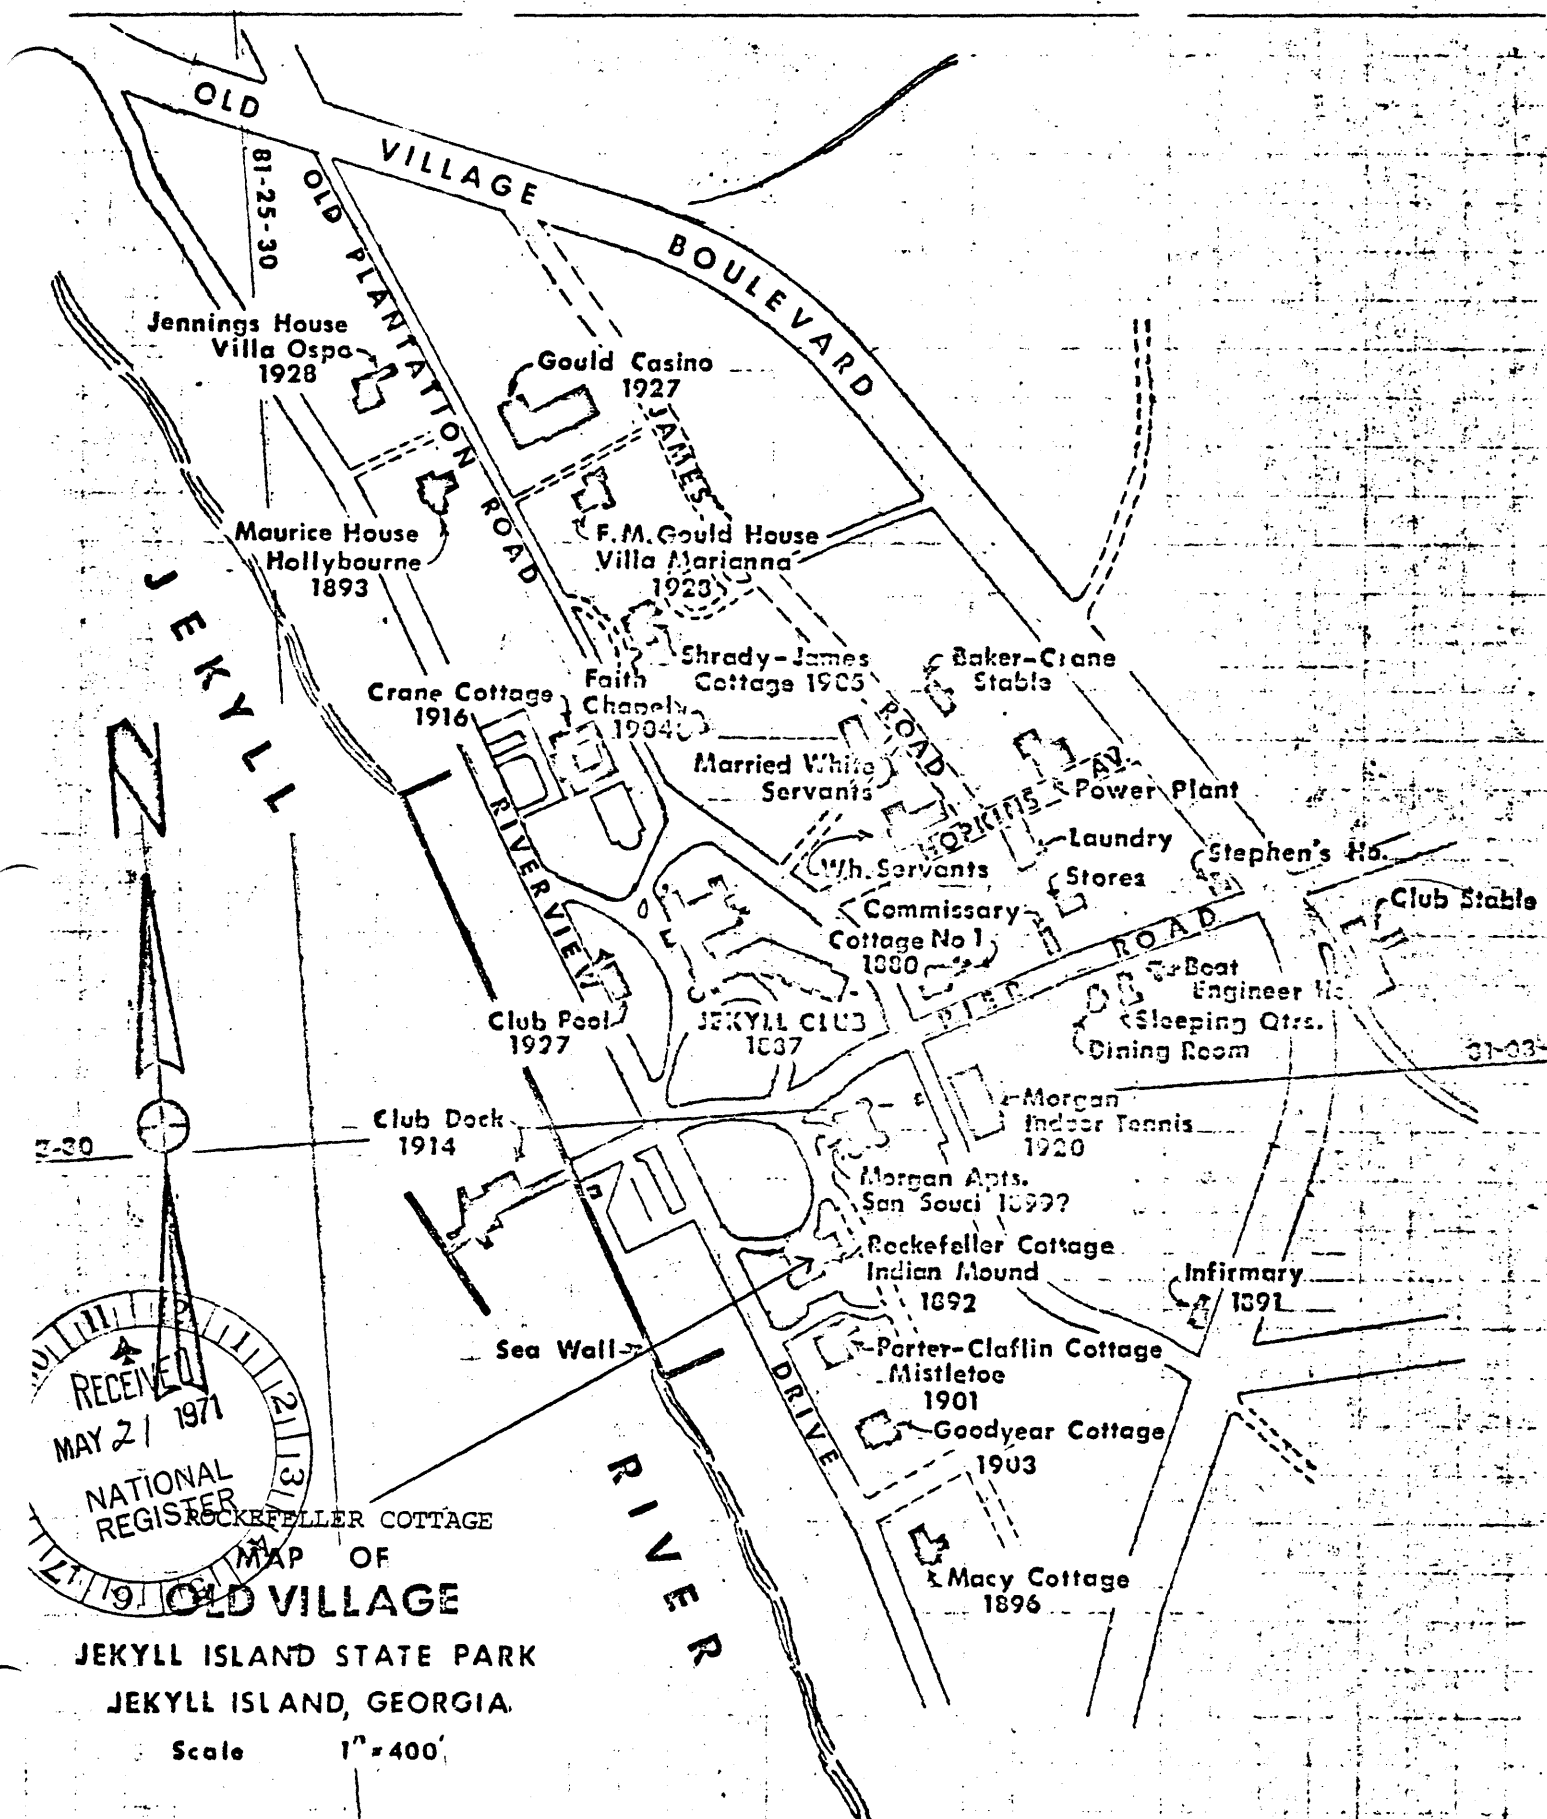 OLD VILLAGE BOULEVARD
81-25-30
OLD PLANTATION ROAD
Jennings House
Villa Ospo
1928
Gould Casino
1927
JAMES ROAD
Maurice House
Hollybourne
1893
F.M.Gould House
Villa Marianna
JEKYLL RIVER
N
Shrady-James
Cottage 1905
Baker-Crane
Stable
Faith
Chapel
1904
Crane Cottage
1916
Married White
Servants
HOPKINS AV.
Power Plant
Laundry
Stephen's Ho.
Wh. Servants
Stores
Club Stable
Commissary
Cottage No 1
1880
PIER ROAD
Boat
Engineer Ho.
Sleeping Qtrs.
Dining Room
RIVERVIEW DRIVE
Club Pool
1927
JEKYLL CLUB
1887
Club Dock
1914
Morgan
Indoor Tennis
1920
Morgan Apts.
San Souci 1899?
Rockefeller Cottage
Indian Mound
1892
Infirmary
1891
Sea Wall
Porter-Claflin Cottage
Mistletoe
1901
Goodyear Cottage
1903
Macy Cottage
1896
RECEIVED
MAY 21 1971
NATIONAL
REGISTER
ROCKEFELLER COTTAGE
MAP OF
OLD VILLAGE
JEKYLL ISLAND STATE PARK
JEKYLL ISLAND, GEORGIA.
Scale 1"=400'